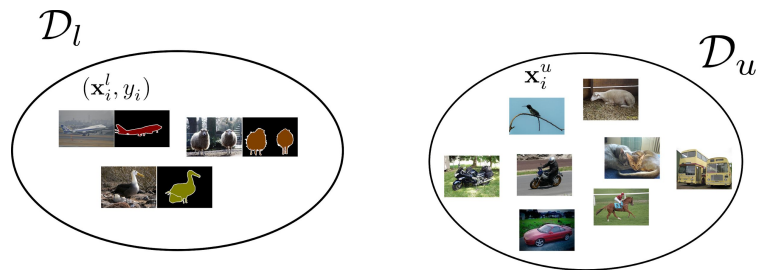 𝒟_l
(𝐱_i^l, y_i)
𝒟_u
𝐱_i^u